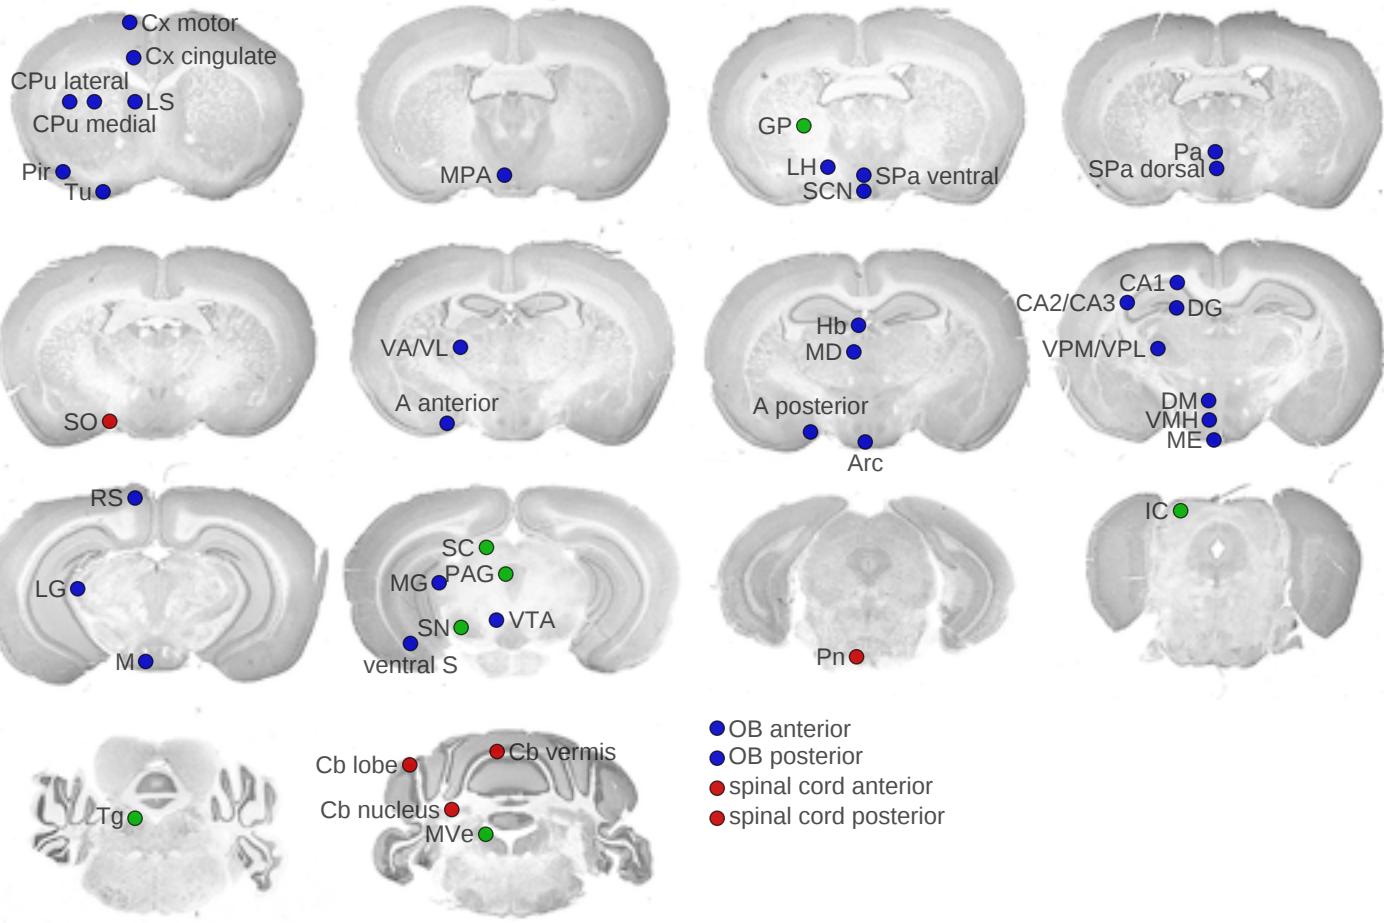 Cx motor
Cx cingulate
CPu lateral
LS
CPu medial
Pir
Tu
MPA
GP
LH
SPa ventral
SCN
Pa
SPa dorsal
SO
VA/VL
A anterior
Hb
MD
A posterior
Arc
CA1
CA2/CA3
DG
VPM/VPL
DM
VMH
ME
RS
LG
M
SC
MG
PAG
SN
VTA
ventral S
Pn
IC
Tg
Cb lobe
Cb vermis
Cb nucleus
MVe
OB anterior
OB posterior
spinal cord anterior
spinal cord posterior